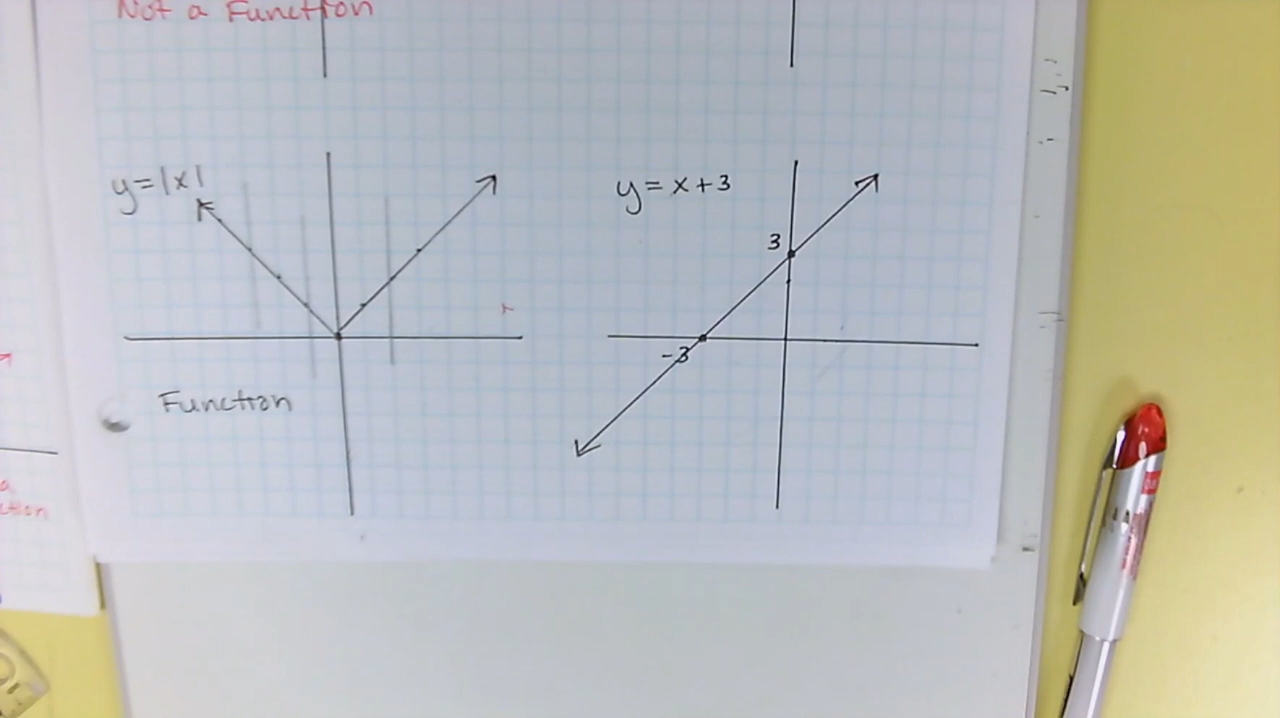 Not a Function
y=|x|
y = x + 3
3
-3
Function